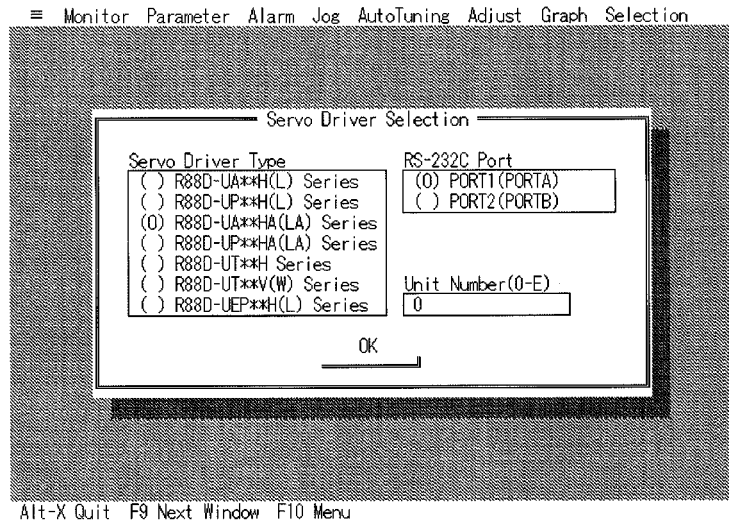 ≡ Monitor Parameter Alarm Jog AutoTuning Adjust Graph Selection
Servo Driver Selection
Servo Driver Type
( ) R88D-UA**H(L) Series
( ) R88D-UP**H(L) Series
(O) R88D-UA**HA(LA) Series
( ) R88D-UP**HA(LA) Series
( ) R88D-UT**H Series
( ) R88D-UT**V(W) Series
( ) R88D-UEP**H(L) Series
RS-232C Port
(O) PORT1(PORTA)
( ) PORT2(PORTB)
Unit Number(0-E)
0
OK
Alt-X Quit F9 Next Window F10 Menu